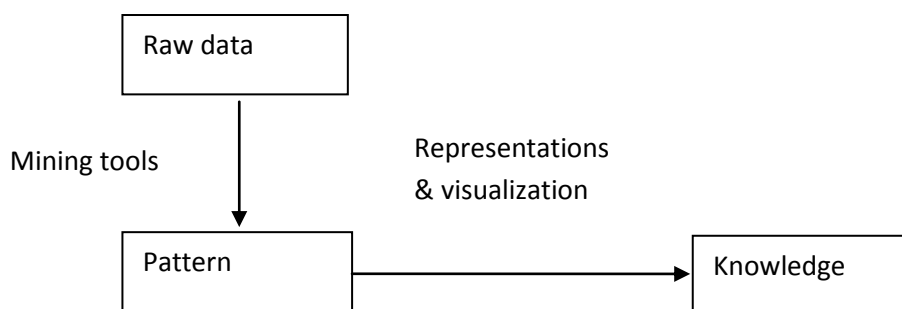 Raw data
Mining tools
Representations
& visualization
Pattern
Knowledge